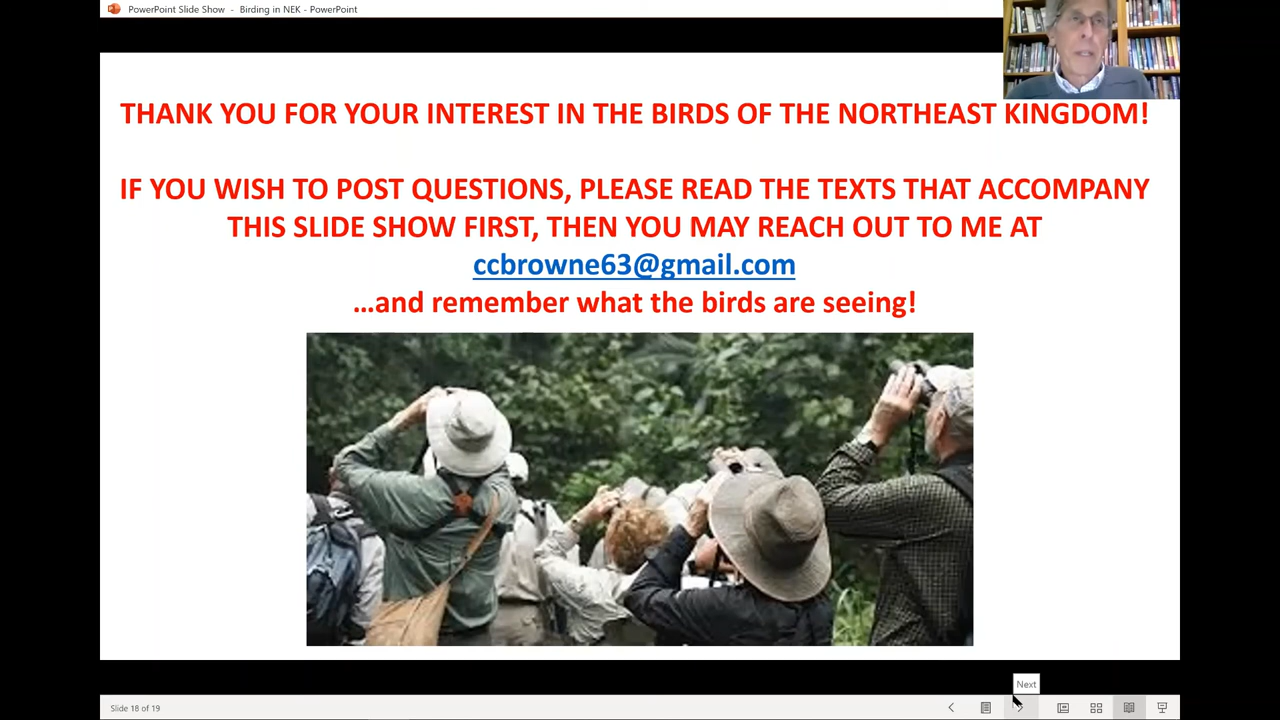 PowerPoint Slide Show - Birding in NEK - PowerPoint
THANK YOU FOR YOUR INTEREST IN THE BIRDS OF THE NORTHEAST KINGDOM!
IF YOU WISH TO POST QUESTIONS, PLEASE READ THE TEXTS THAT ACCOMPANY
THIS SLIDE SHOW FIRST, THEN YOU MAY REACH OUT TO ME AT
ccbrowne63@gmail.com
...and remember what the birds are seeing!
Next
Slide 18 of 19